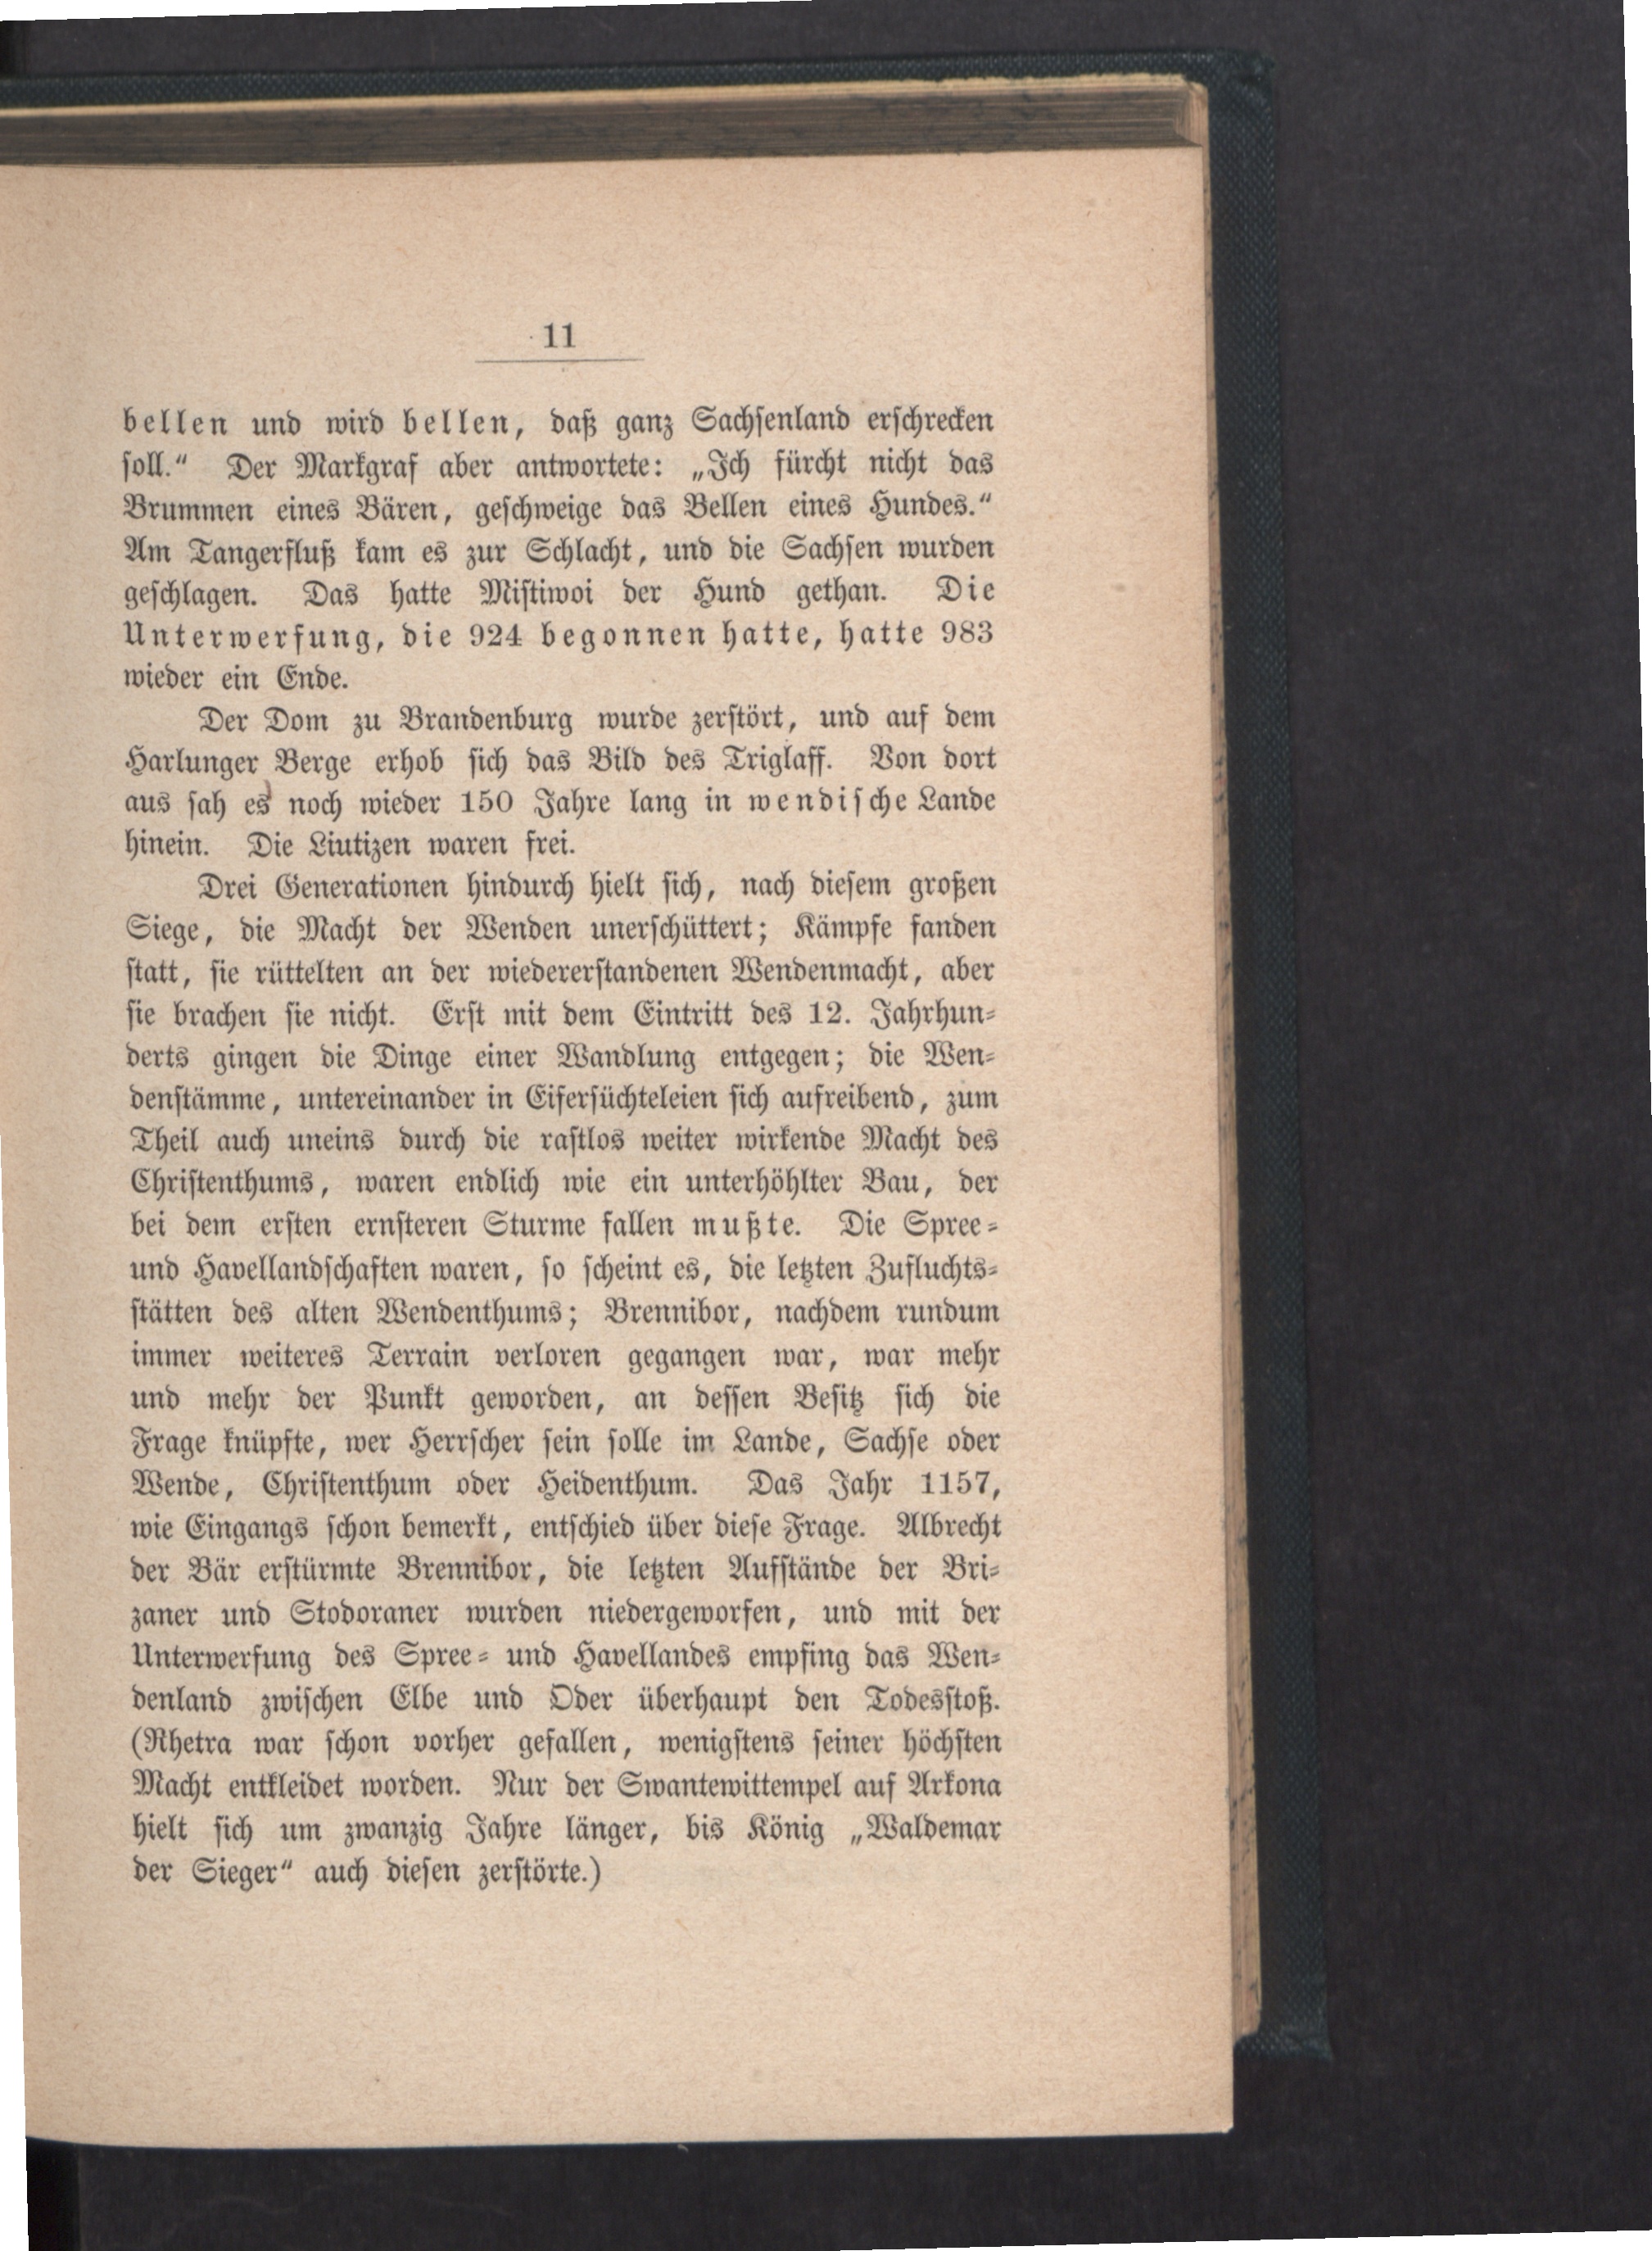 11
bellen und wird bellen, daß ganz Sachsenland erschrecken
soll.“ Der Markgraf aber antwortete: „Ich fürcht nicht das
Brummen eines Bären, geschweige das Bellen eines Hundes.“
Am Tangerfluß kam es zur Schlacht, und die Sachsen wurden
geschlagen. Das hatte Mistiwoi der Hund gethan. Die
Unterwerfung, die 924 begonnen hatte, hatte 983
wieder ein Ende.
Der Dom zu Brandenburg wurde zerstört, und auf dem
Harlunger Berge erhob sich das Bild des Triglaff. Von dort
aus sah es noch wieder 150 Jahre lang in wendische Lande
hinein. Die Liutizen waren frei.
Drei Generationen hindurch hielt sich, nach diesem großen
Siege, die Macht der Wenden unerschüttert; Kämpfe fanden
statt, sie rüttelten an der wiedererstandenen Wendenmacht, aber
sie brachen sie nicht. Erst mit dem Eintritt des 12. Jahrhun-
derts gingen die Dinge einer Wandlung entgegen; die Wen-
denstämme, untereinander in Eifersüchteleien sich aufreibend, zum
Theil auch uneins durch die rastlos weiter wirkende Macht des
Christenthums, waren endlich wie ein unterhöhlter Bau, der
bei dem ersten ernsteren Sturme fallen mußte. Die Spree-
und Havellandschaften waren, so scheint es, die letzten Zufluchts-
stätten des alten Wendenthums; Brennibor, nachdem rundum
immer weiteres Terrain verloren gegangen war, war mehr
und mehr der Punkt geworden, an dessen Besitz sich die
Frage knüpfte, wer Herrscher sein solle im Lande, Sachse oder
Wende, Christenthum oder Heidenthum. Das Jahr 1157,
wie Eingangs schon bemerkt, entschied über diese Frage. Albrecht
der Bär erstürmte Brennibor, die letzten Aufstände der Bri-
zaner und Stodoraner wurden niedergeworfen, und mit der
Unterwerfung des Spree- und Havellandes empfing das Wen-
denland zwischen Elbe und Oder überhaupt den Todesstoß.
(Rhetra war schon vorher gefallen, wenigstens seiner höchsten
Macht entkleidet worden. Nur der Swantewittempel auf Arkona
hielt sich um zwanzig Jahre länger, bis König „Waldemar
der Sieger“ auch diesen zerstörte.)